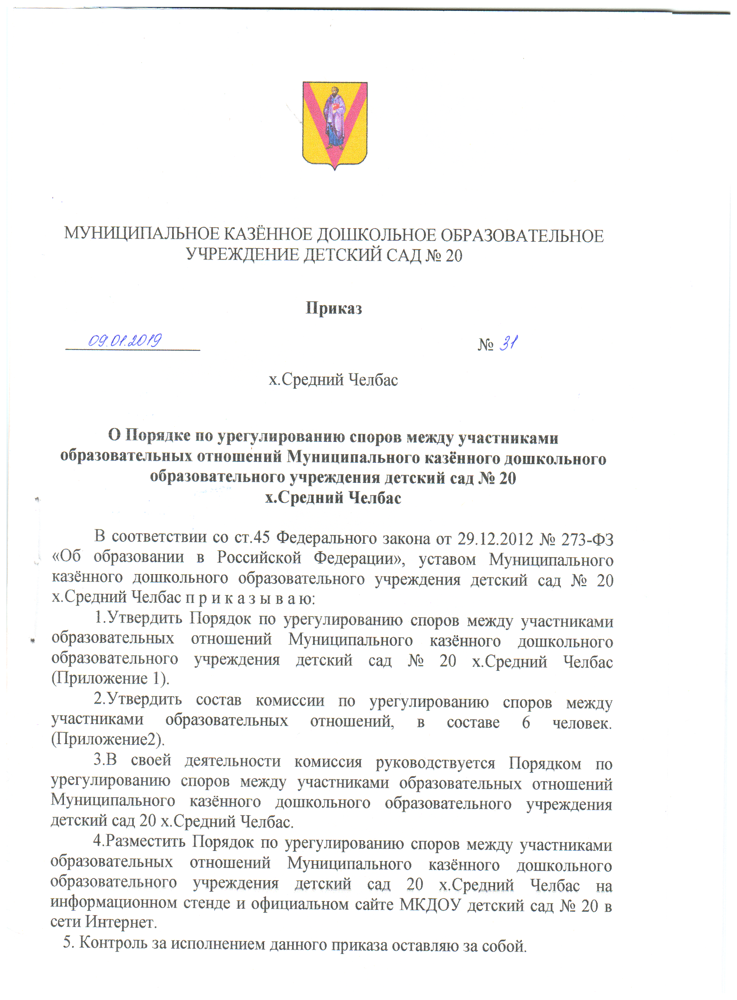 МУНИЦИПАЛЬНОЕ КАЗЁННОЕ ДОШКОЛЬНОЕ ОБРАЗОВАТЕЛЬНОЕ
УЧРЕЖДЕНИЕ ДЕТСКИЙ САД № 20
Приказ
09.01.2019 № 31
х.Средний Челбас
О Порядке по урегулированию споров между участниками
образовательных отношений Муниципального казённого дошкольного
образовательного учреждения детский сад № 20
х.Средний Челбас
В соответствии со ст.45 Федерального закона от 29.12.2012 № 273-ФЗ
«Об образовании в Российской Федерации», уставом Муниципального
казённого дошкольного образовательного учреждения детский сад № 20
х.Средний Челбас п р и к а з ы в а ю:
1.Утвердить Порядок по урегулированию споров между участниками
образовательных отношений Муниципального казённого дошкольного
образовательного учреждения детский сад № 20 х.Средний Челбас
(Приложение 1).
2.Утвердить состав комиссии по урегулированию споров между
участниками образовательных отношений, в составе 6 человек.
(Приложение2).
3.В своей деятельности комиссия руководствуется Порядком по
урегулированию споров между участниками образовательных отношений
Муниципального казённого дошкольного образовательного учреждения
детский сад 20 х.Средний Челбас.
4.Разместить Порядок по урегулированию споров между участниками
образовательных отношений Муниципального казённого дошкольного
образовательного учреждения детский сад 20 х.Средний Челбас на
информационном стенде и официальном сайте МКДОУ детский сад № 20 в
сети Интернет.
5. Контроль за исполнением данного приказа оставляю за собой.